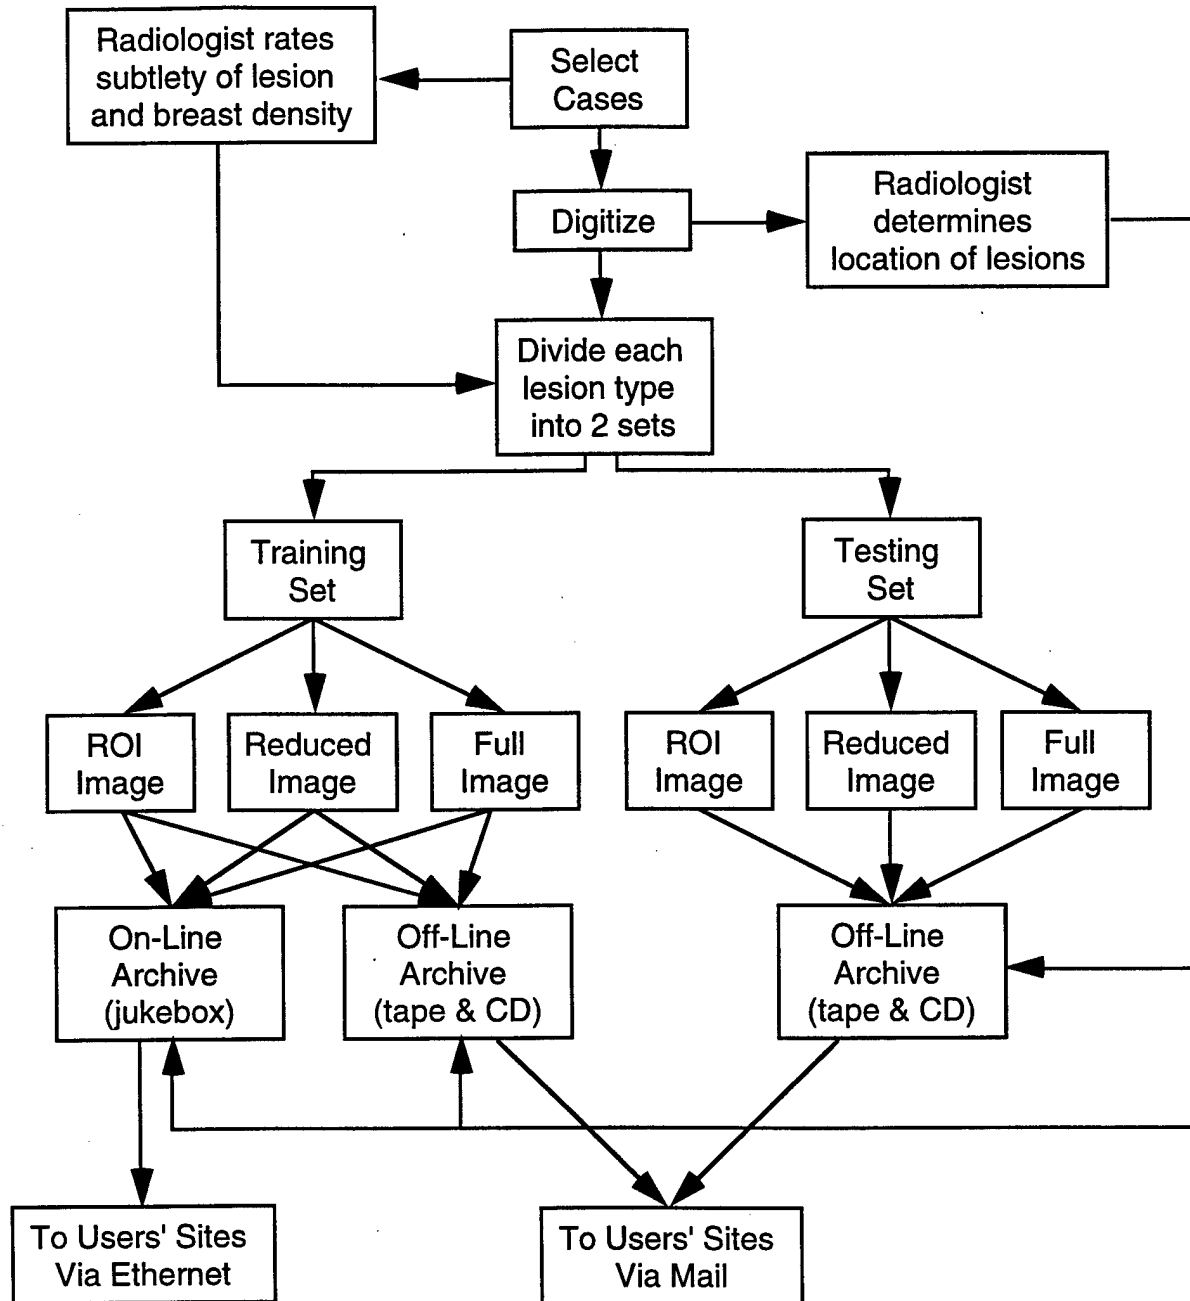 Radiologist rates
subtlety of lesion
and breast density
Select
Cases
Digitize
Radiologist
determines
location of lesions
Divide each
lesion type
into 2 sets
Training
Set
Testing
Set
ROI
Image
Reduced
Image
Full
Image
ROI
Image
Reduced
Image
Full
Image
On-Line
Archive
(jukebox)
Off-Line
Archive
(tape & CD)
Off-Line
Archive
(tape & CD)
To Users' Sites
Via Ethernet
To Users' Sites
Via Mail